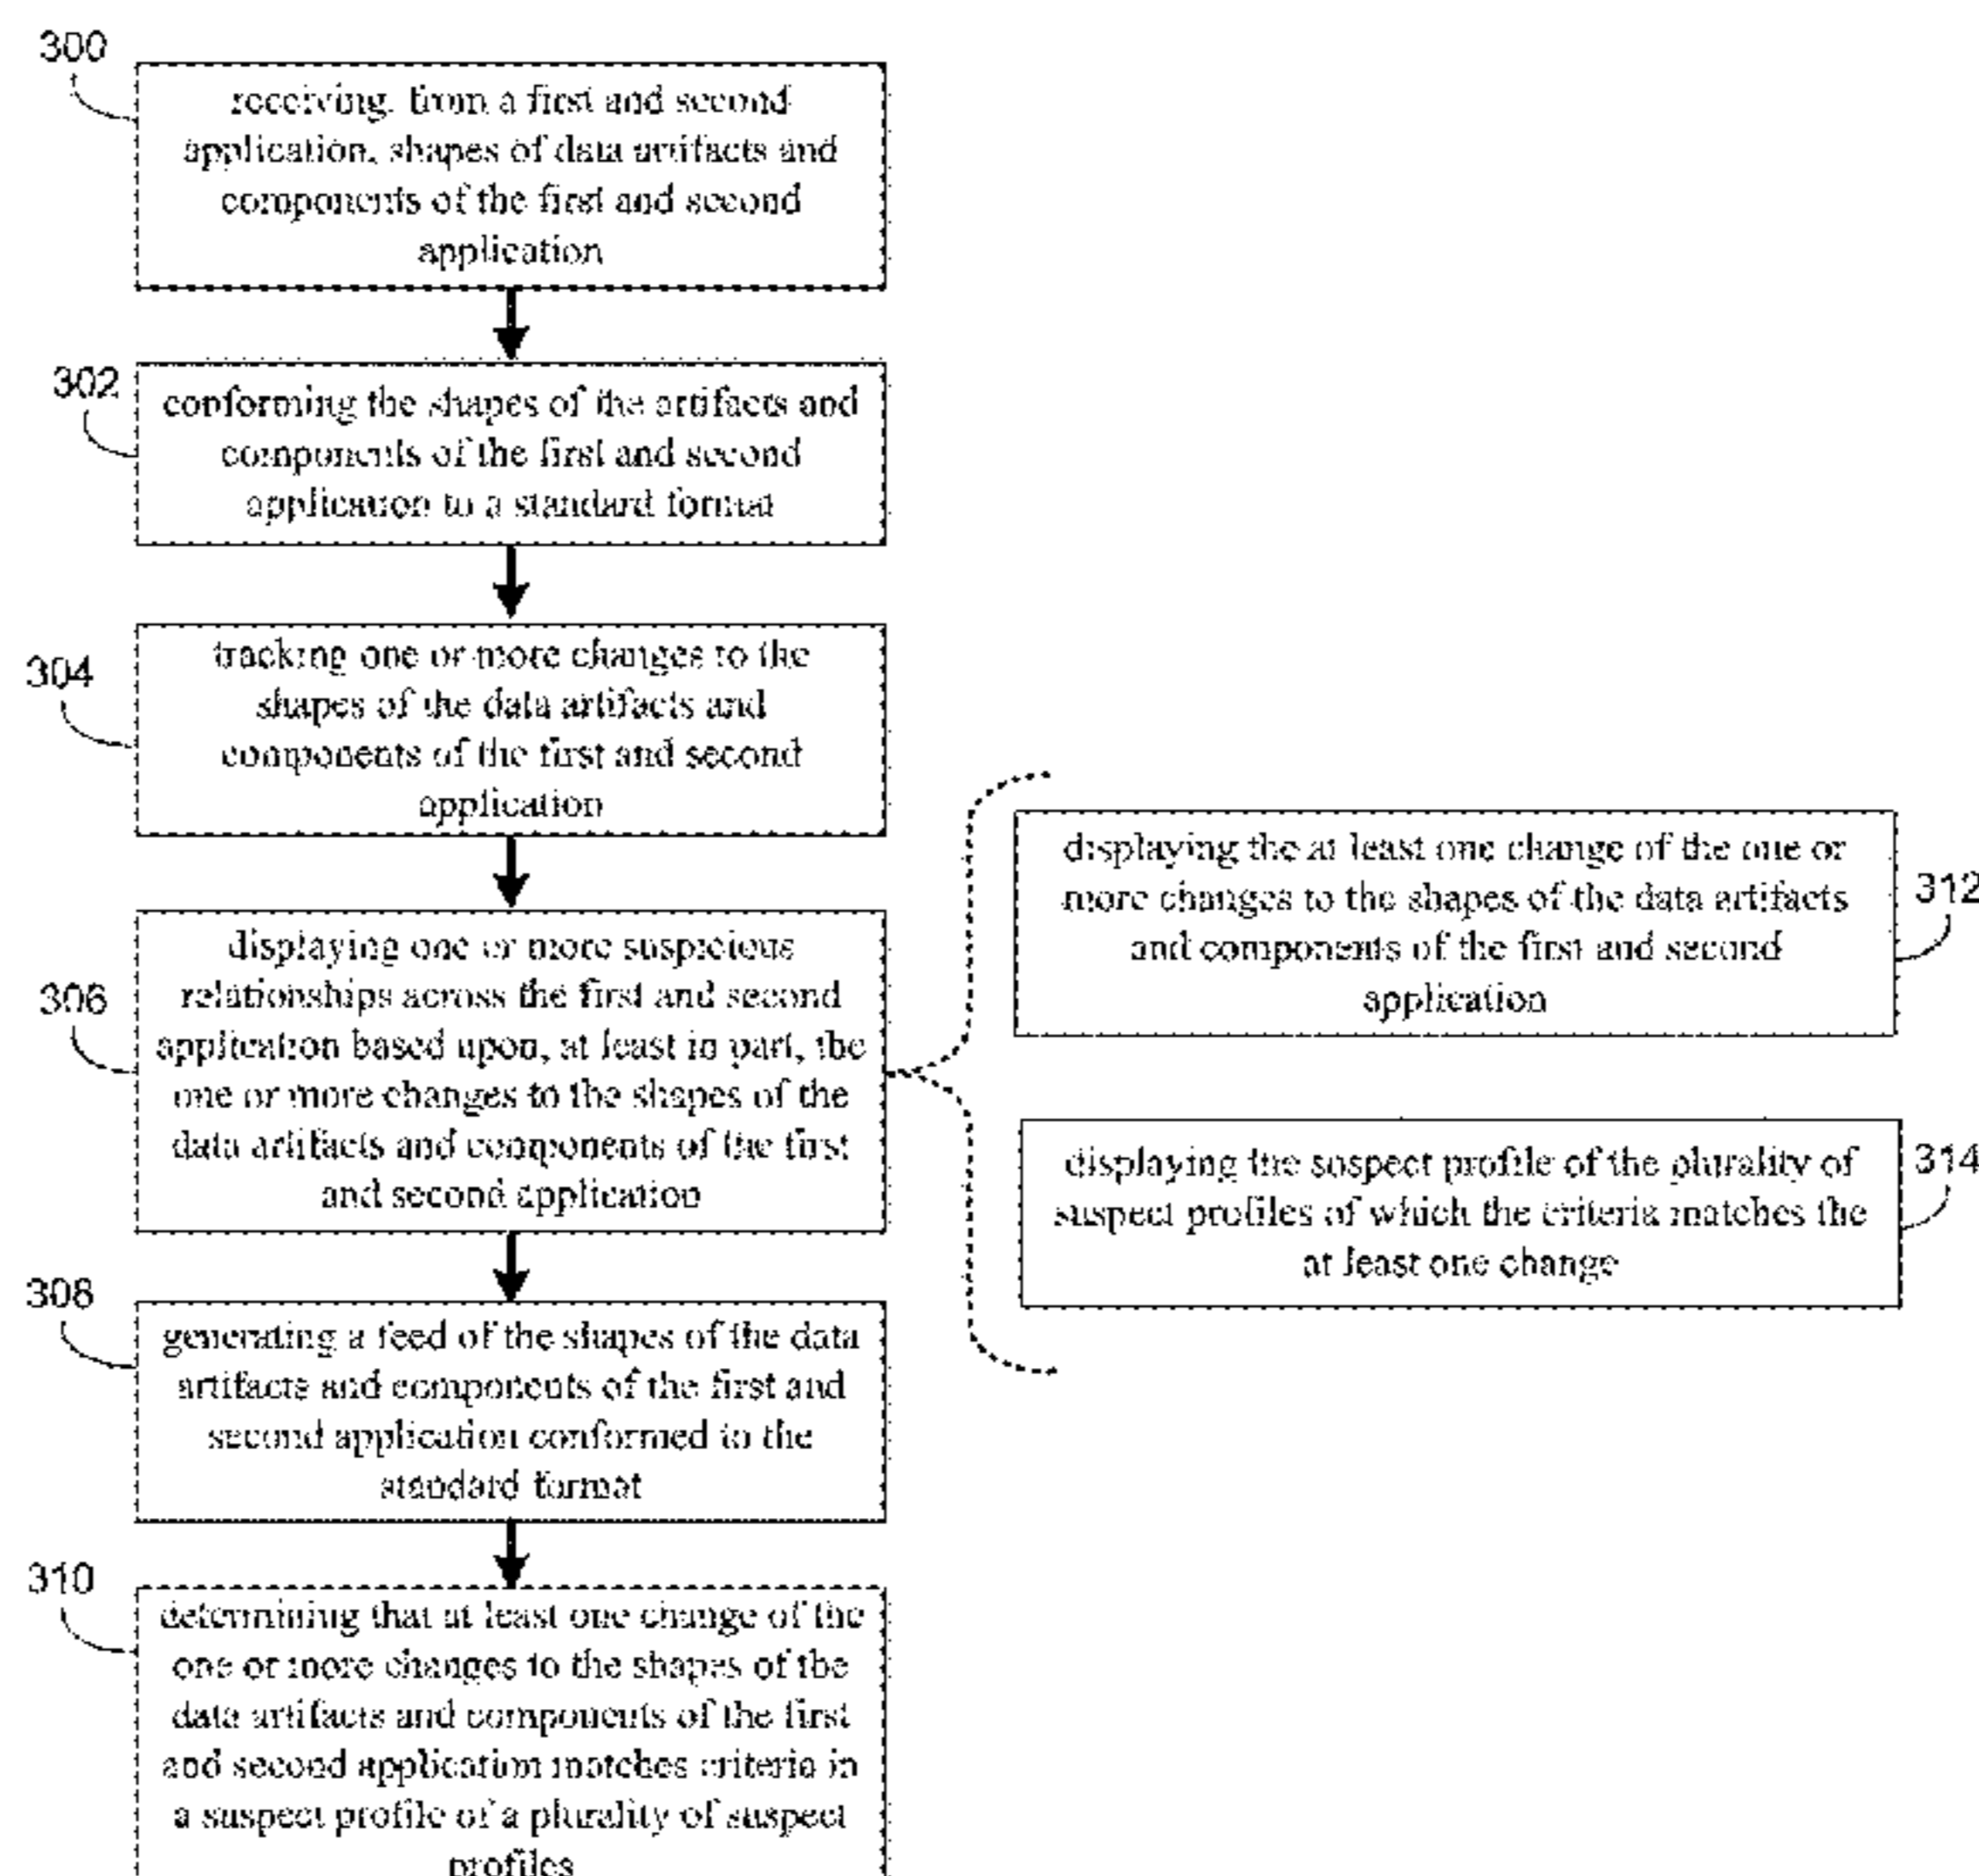 300
receiving, from a first and second
application, shapes of data artifacts and
components of the first and second
application
302
conforming the shapes of the artifacts and
components of the first and second
application to a standard format
304
tracking one or more changes to the
shapes of the data artifacts and
components of the first and second
application
306
displaying one or more suspicious
relationships across the first and second
application based upon, at least in part, the
one or more changes to the shapes of the
data artifacts and components of the first
and second application
312
displaying the at least one change of the one or
more changes to the shapes of the data artifacts
and components of the first and second
application
314
displaying the suspect profile of the plurality of
suspect profiles of which the criteria matches the
at least one change
308
generating a feed of the shapes of the data
artifacts and components of the first and
second application conformed to the
standard format
310
determining that at least one change of the
one or more changes to the shapes of the
data artifacts and components of the first
and second application matches criteria in
a suspect profile of a plurality of suspect
profiles